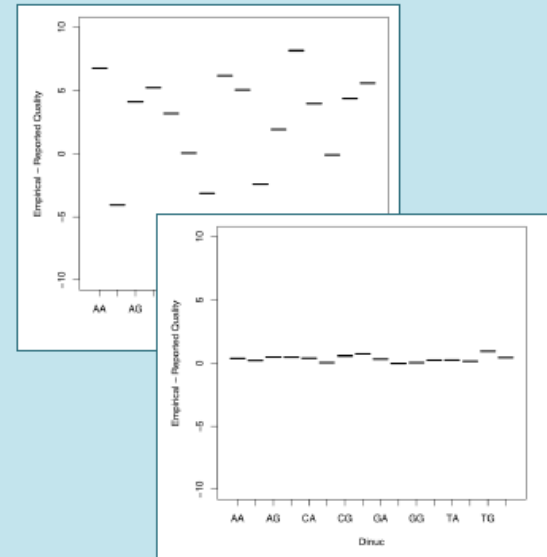 Empirical − Reported Quality
10
5
0
−5
−10
AA AG
Empirical − Reported Quality
10
5
0
−5
−10
AA AG CA CG GA GG TA TG
Dinuc